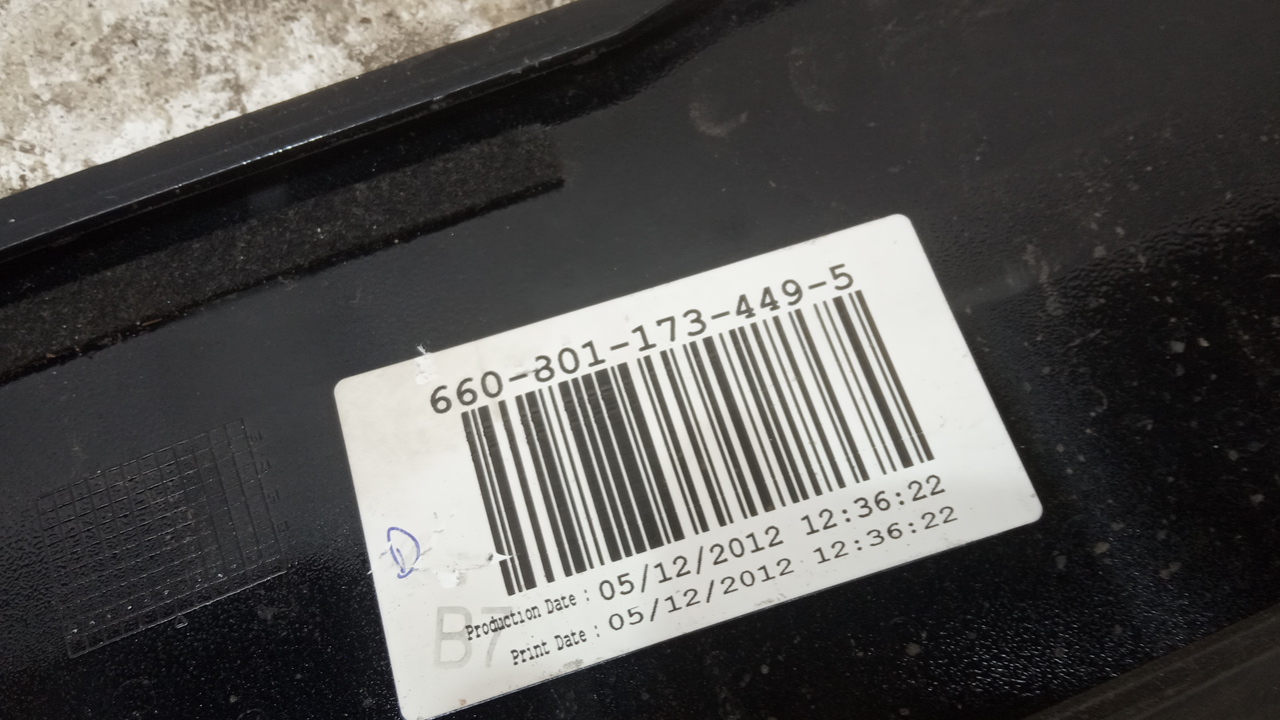 660-801-173-449-5
D
B7
Production Date : 05/12/2012 12:36:22
Print Date : 05/12/2012 12:36:22